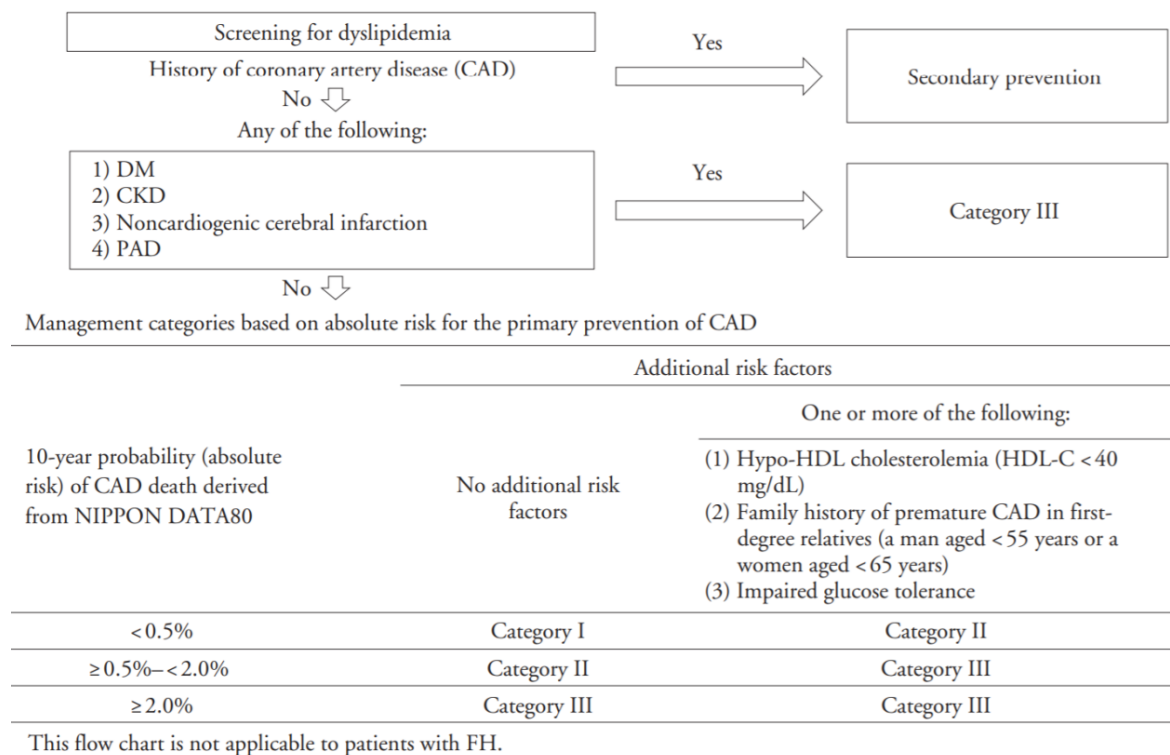 Screening for dyslipidemia
Yes
History of coronary artery disease (CAD)
Secondary prevention
No
Any of the following:
1) DM
2) CKD
3) Noncardiogenic cerebral infarction
4) PAD
Yes
Category III
No
Management categories based on absolute risk for the primary prevention of CAD
Additional risk factors
One or more of the following:
10-year probability (absolute
risk) of CAD death derived
from NIPPON DATA80
No additional risk
factors
(1) Hypo-HDL cholesterolemia (HDL-C <40
mg/dL)
(2) Family history of premature CAD in first-
degree relatives (a man aged <55 years or a
women aged <65 years)
(3) Impaired glucose tolerance
<0.5% Category I Category II
≥0.5%–<2.0% Category II Category III
≥2.0% Category III Category III
This flow chart is not applicable to patients with FH.